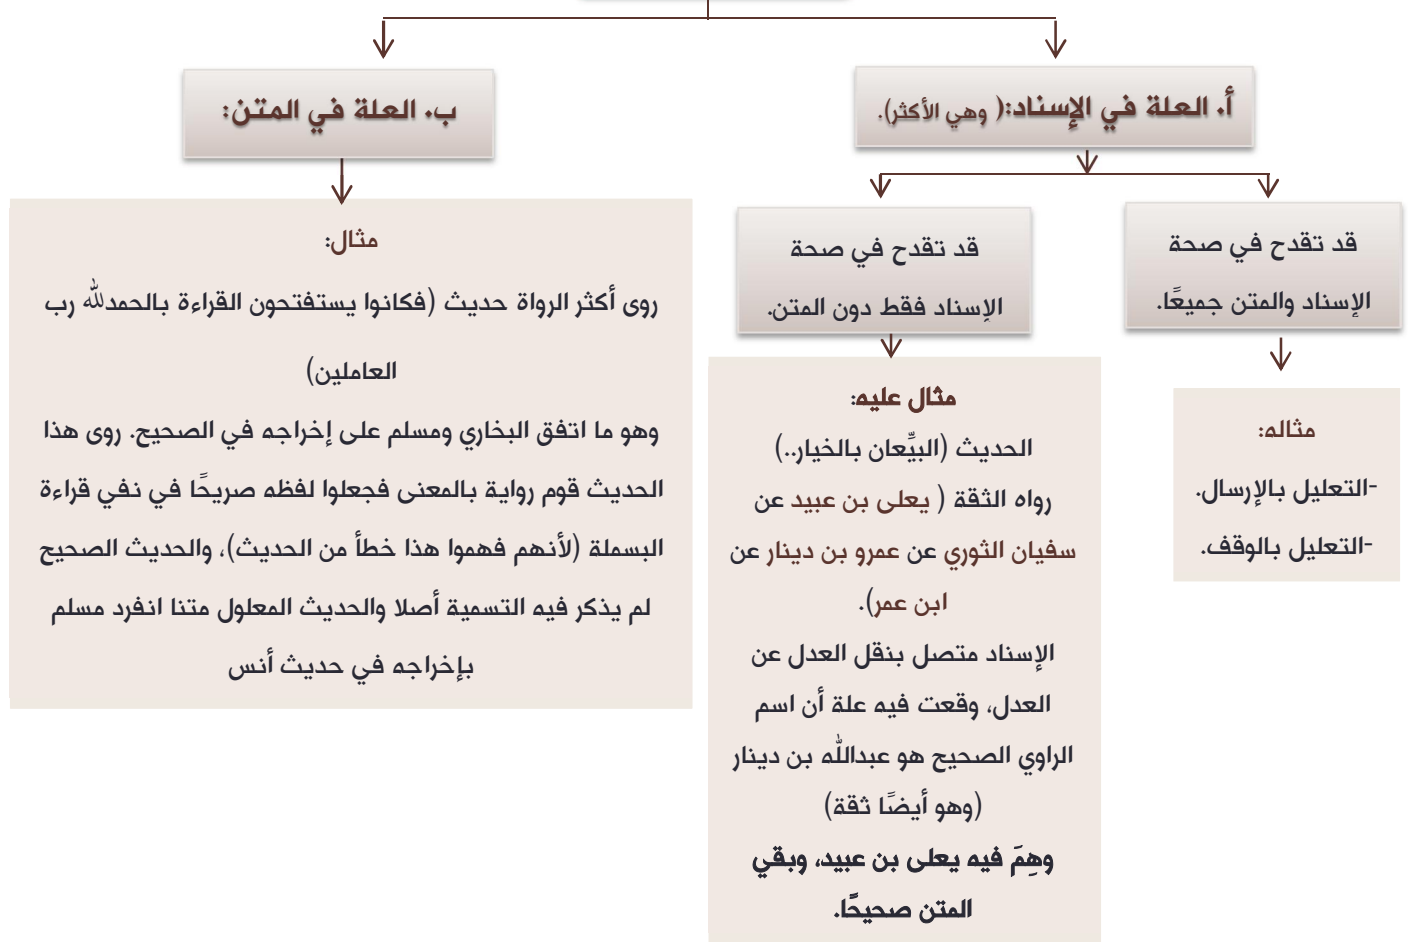 أ. العلة في الإسناد:( وهي الأكثر).
قد تقدح في صحة
الإسناد والمتن جميعًا.
مثاله:
-التعليل بالإرسال.
-التعليل بالوقف.
قد تقدح في صحة
الإسناد فقط دون المتن.
مثال عليه:
الحديث (البيِّعان بالخيار..)
رواه الثقة ( يعلى بن عبيد عن
سفيان الثوري عن عمرو بن دينار عن
ابن عمر).
الإسناد متصل بنقل العدل عن
العدل، وقعت فيه علة أن اسم
الراوي الصحيح هو عبدالله بن دينار
(وهو أيضًا ثقة)
وهِمَ فيه يعلى بن عبيد، وبقي
المتن صحيحًا.
ب. العلة في المتن:
مثال:
روى أكثر الرواة حديث (فكانوا يستفتحون القراءة بالحمدلله رب
العاملين)
وهو ما اتفق البخاري ومسلم على إخراجه في الصحيح. روى هذا
الحديث قوم رواية بالمعنى فجعلوا لفظه صريحًا في نفي قراءة
البسملة (لأنهم فهموا هذا خطأ من الحديث)، والحديث الصحيح
لم يذكر فيه التسمية أصلا والحديث المعلول متنا انفرد مسلم
بإخراجه في حديث أنس